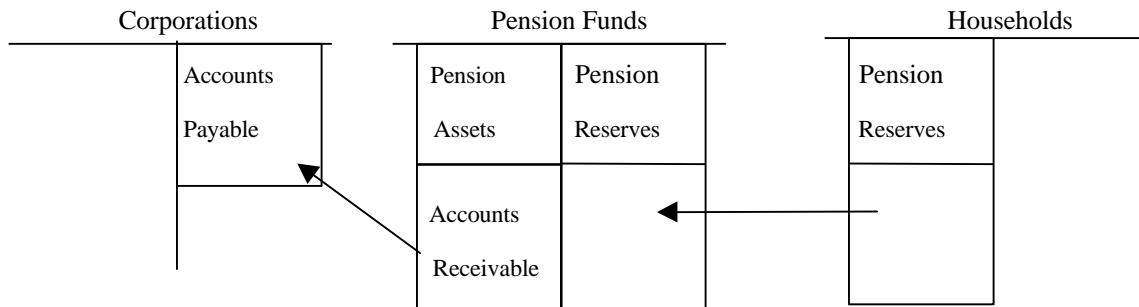 Corporations
Pension Funds
Households
Accounts
Payable
Pension
Assets
Pension
Reserves
Pension
Reserves
Accounts
Receivable